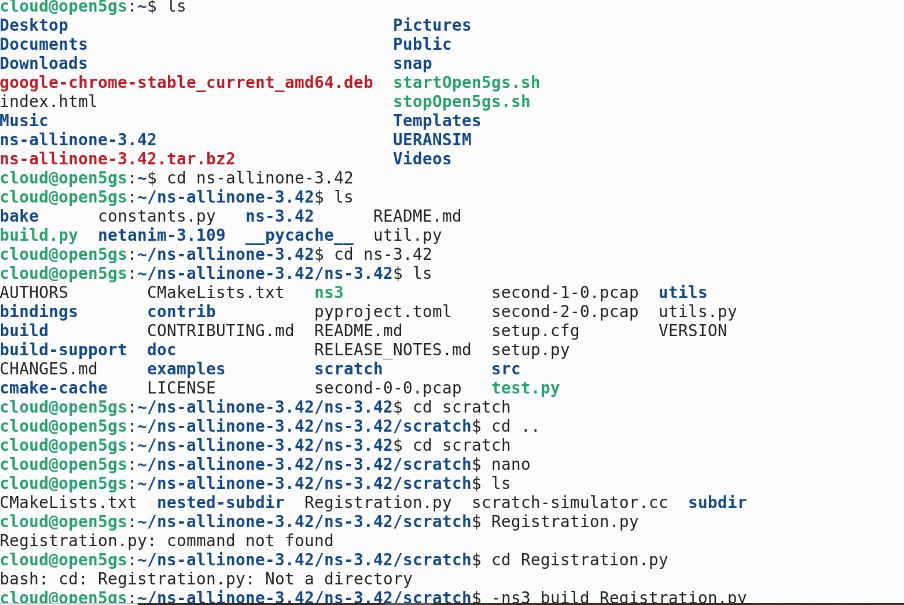 cloud@open5gs:~$ ls
Desktop Pictures
Documents Public
Downloads snap
google-chrome-stable_current_amd64.deb startOpen5gs.sh
index.html stopOpen5gs.sh
Music Templates
ns-allinone-3.42 UERANSIM
ns-allinone-3.42.tar.bz2 Videos
cloud@open5gs:~$ cd ns-allinone-3.42
cloud@open5gs:~/ns-allinone-3.42$ ls
bake constants.py ns-3.42 README.md
build.py netanim-3.109 __pycache__ util.py
cloud@open5gs:~/ns-allinone-3.42$ cd ns-3.42
cloud@open5gs:~/ns-allinone-3.42/ns-3.42$ ls
AUTHORS CMakeLists.txt ns3 second-1-0.pcap utils
bindings contrib pyproject.toml second-2-0.pcap utils.py
build CONTRIBUTING.md README.md setup.cfg VERSION
build-support doc RELEASE_NOTES.md setup.py
CHANGES.md examples scratch src
cmake-cache LICENSE second-0-0.pcap test.py
cloud@open5gs:~/ns-allinone-3.42/ns-3.42$ cd scratch
cloud@open5gs:~/ns-allinone-3.42/ns-3.42/scratch$ cd ..
cloud@open5gs:~/ns-allinone-3.42/ns-3.42$ cd scratch
cloud@open5gs:~/ns-allinone-3.42/ns-3.42/scratch$ nano
cloud@open5gs:~/ns-allinone-3.42/ns-3.42/scratch$ ls
CMakeLists.txt nested-subdir Registration.py scratch-simulator.cc subdir
cloud@open5gs:~/ns-allinone-3.42/ns-3.42/scratch$ Registration.py
Registration.py: command not found
cloud@open5gs:~/ns-allinone-3.42/ns-3.42/scratch$ cd Registration.py
bash: cd: Registration.py: Not a directory
cloud@open5gs:~/ns-allinone-3.42/ns-3.42/scratch$ -ns3 build Registration.py